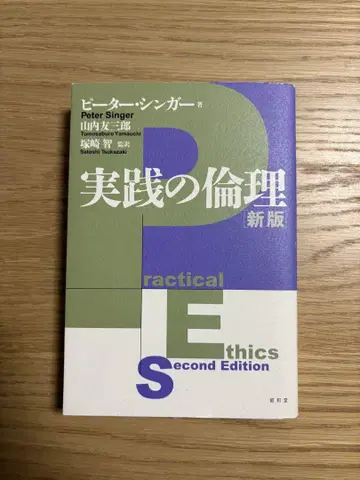 ピーター・シンガー 著
Peter Singer
山内友三郎
Tomosaburo Yamauchi
塚崎 智 監訳
Satoshi Tsukazaki
実践の倫理
[新版]
Practical
Ethics
Second Edition
昭和堂